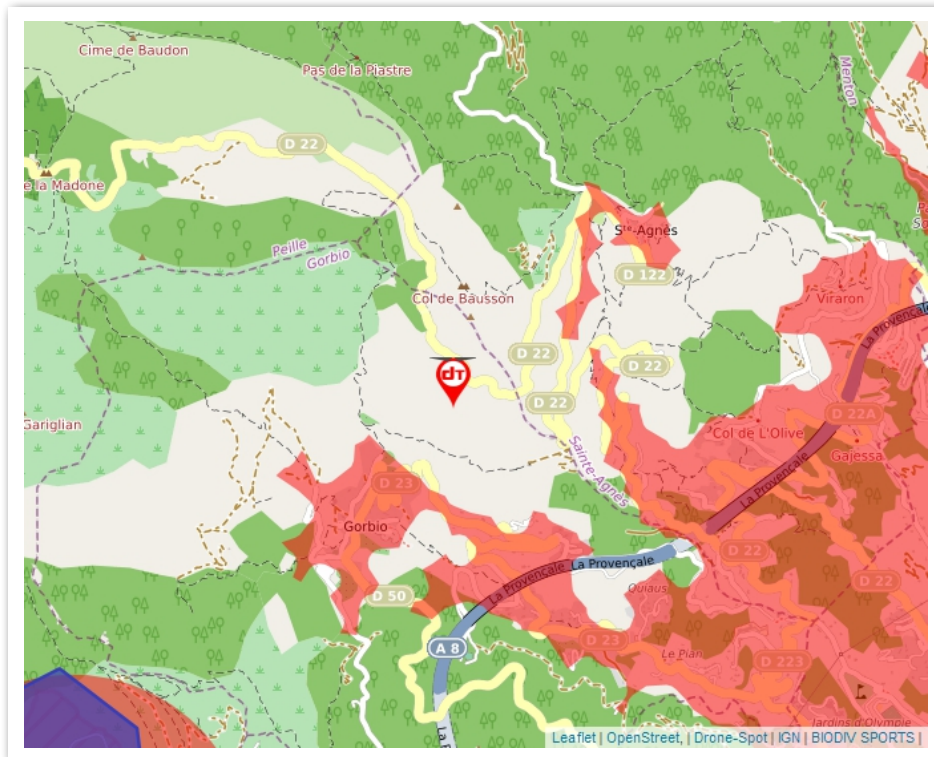 Cime de Baudon
Pas de la Piastre
Menton
D 22
e la Madone
Peille
Gorbio
Ste-Agnès
D 122
Col de Bausson
Viraron
La Provençale
D 22
D 22
D 22
dT
Gariglian
D 22A
Col de L'Olive
Gajessa
La Provençale
Sainte-Agnès
D 23
Gorbio
D 22
La Provençale
La Provençale
D 22
Ouiaus
D 50
D 23
Le Pian
A 8
D 223
Jardins d'Olympie
Leaflet | OpenStreet, | Drone-Spot | IGN | BIODIV SPORTS |